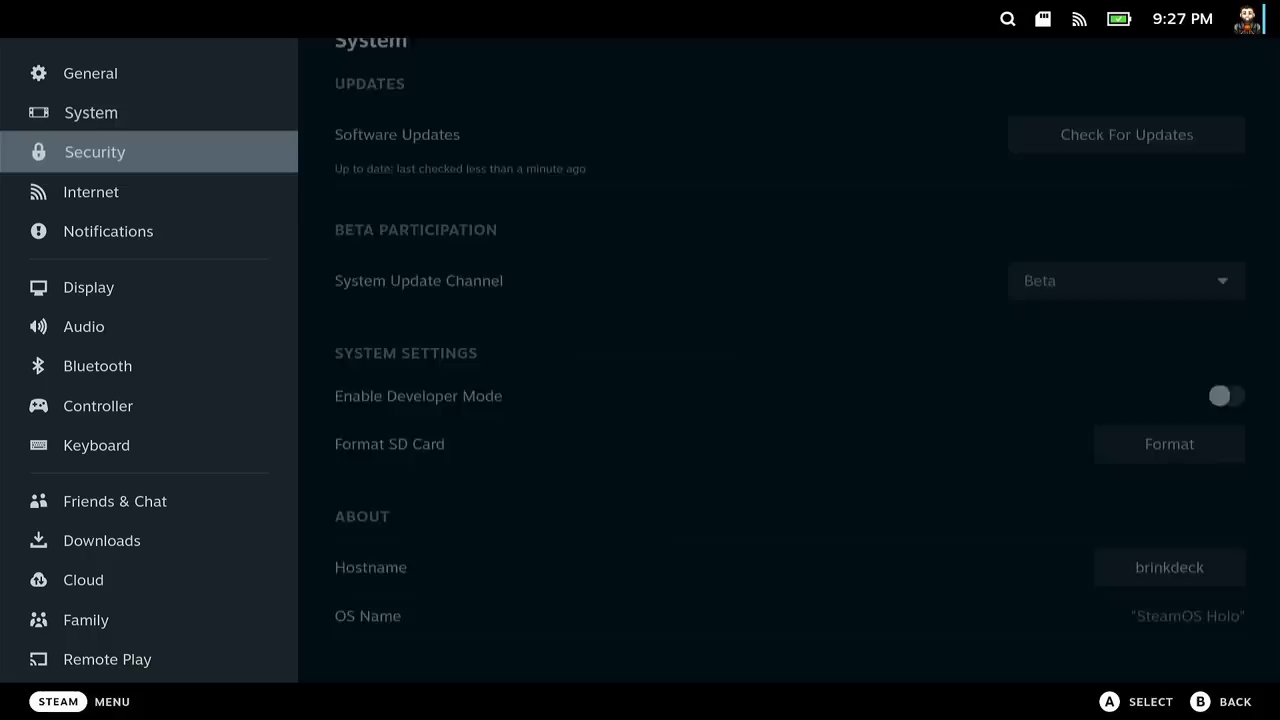 9:27 PM
General
System
Security
Internet
Notifications
Display
Audio
Bluetooth
Controller
Keyboard
Friends & Chat
Downloads
Cloud
Family
Remote Play
System
UPDATES
Software Updates
Check For Updates
Up to date: last checked less than a minute ago
BETA PARTICIPATION
System Update Channel
Beta
SYSTEM SETTINGS
Enable Developer Mode
Format SD Card
Format
ABOUT
Hostname
brinkdeck
OS Name
"SteamOS Holo"
STEAM MENU
A SELECT B BACK